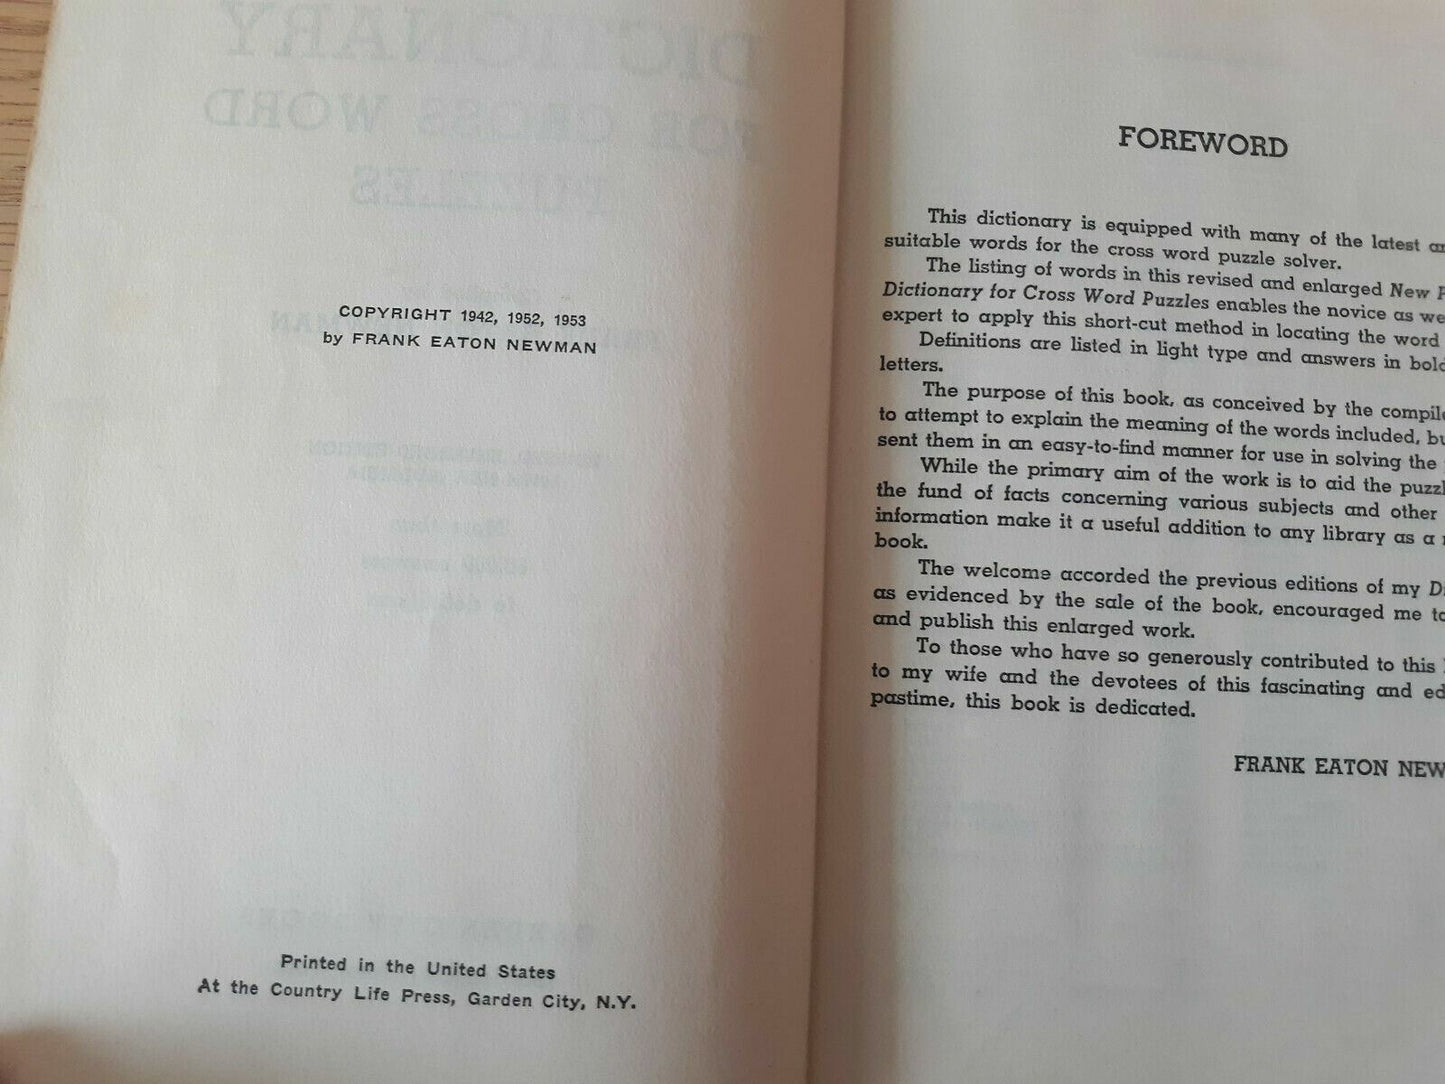 COPYRIGHT 1942, 1952, 1953
by FRANK EATON NEWMAN
Printed in the United States
At the Country Life Press, Garden City, N.Y.
FOREWORD
This dictionary is equipped with many of the latest
suitable words for the cross word puzzle solver.
The listing of words in this revised and enlarged New
Dictionary for Cross Word Puzzles enables the novice as
expert to apply this short-cut method in locating the word
Definitions are listed in light type and answers in
letters.
The purpose of this book, as conceived by the
to attempt to explain the meaning of the words included,
sent them in an easy-to-find manner for use in solving the
While the primary aim of the work is to aid the
the fund of facts concerning various subjects and other
information make it a useful addition to any library as a
book.
The welcome accorded the previous editions of my
as evidenced by the sale of the book, encouraged me
and publish this enlarged work.
To those who have so generously contributed to this
to my wife and the devotees of this fascinating and
pastime, this book is dedicated.
FRANK EATON NEW